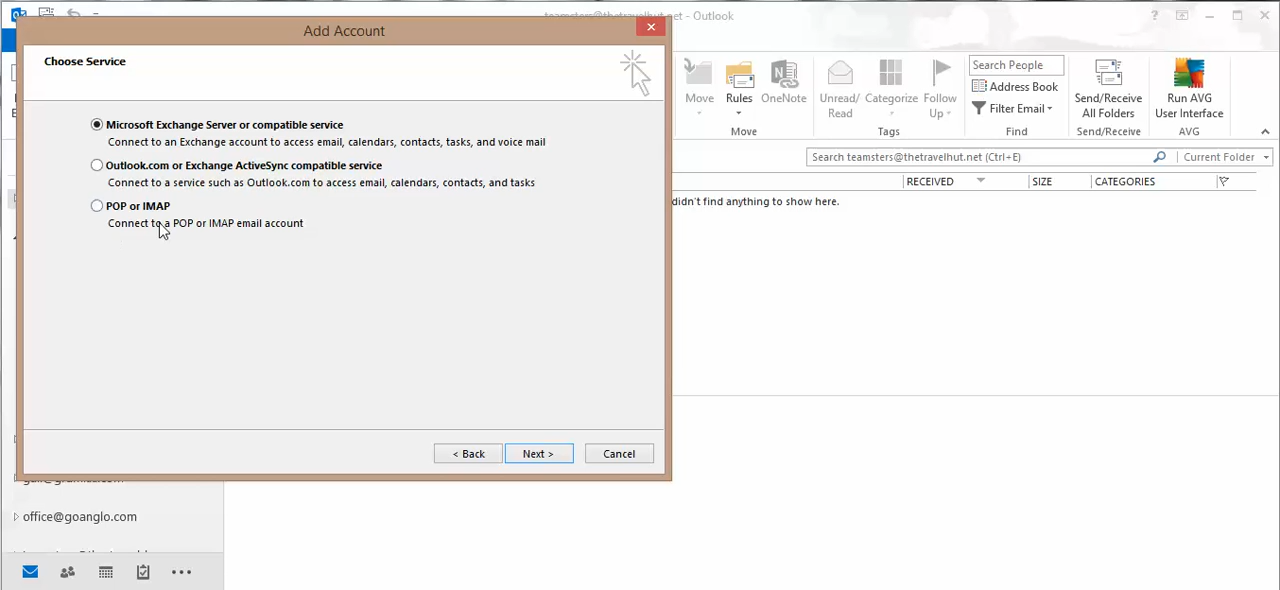 teamsters@thetravelhut.net - Outlook
Add Account
Choose Service
Microsoft Exchange Server or compatible service
Connect to an Exchange account to access email, calendars, contacts, tasks, and voice mail
Outlook.com or Exchange ActiveSync compatible service
Connect to a service such as Outlook.com to access email, calendars, contacts, and tasks
POP or IMAP
Connect to a POP or IMAP email account
< Back
Next >
Cancel
Move
Rules
OneNote
Move
Unread/
Read
Categorize
Follow
Up
Tags
Search People
Address Book
Filter Email
Find
Send/Receive
All Folders
Send/Receive
Run AVG
User Interface
AVG
Search teamsters@thetravelhut.net (Ctrl+E)
Current Folder
RECEIVED
SIZE
CATEGORIES
didn't find anything to show here.
office@goanglo.com